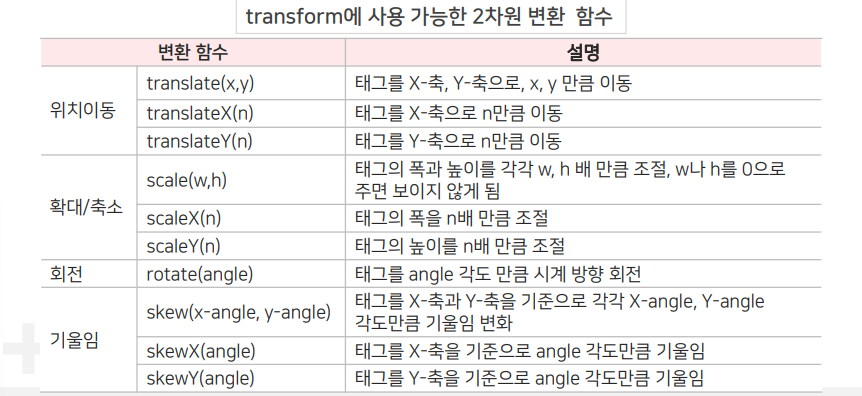 transform에 사용 가능한 2차원 변환 함수
변환 함수 설명
위치이동
translate(x,y) 태그를 X-축, Y-축으로, x, y 만큼 이동
translateX(n) 태그를 X-축으로 n만큼 이동
translateY(n) 태그를 Y-축으로 n만큼 이동
확대/축소
scale(w,h) 태그의 폭과 높이를 각각 w, h 배 만큼 조절, w나 h를 0으로
주면 보이지 않게 됨
scaleX(n) 태그의 폭을 n배 만큼 조절
scaleY(n) 태그의 높이를 n배 만큼 조절
회전 rotate(angle) 태그를 angle 각도 만큼 시계 방향 회전
기울임
skew(x-angle, y-angle) 태그를 X-축과 Y-축을 기준으로 각각 X-angle, Y-angle
각도만큼 기울임 변화
skewX(angle) 태그를 X-축을 기준으로 angle 각도만큼 기울임
skewY(angle) 태그를 Y-축을 기준으로 angle 각도만큼 기울임